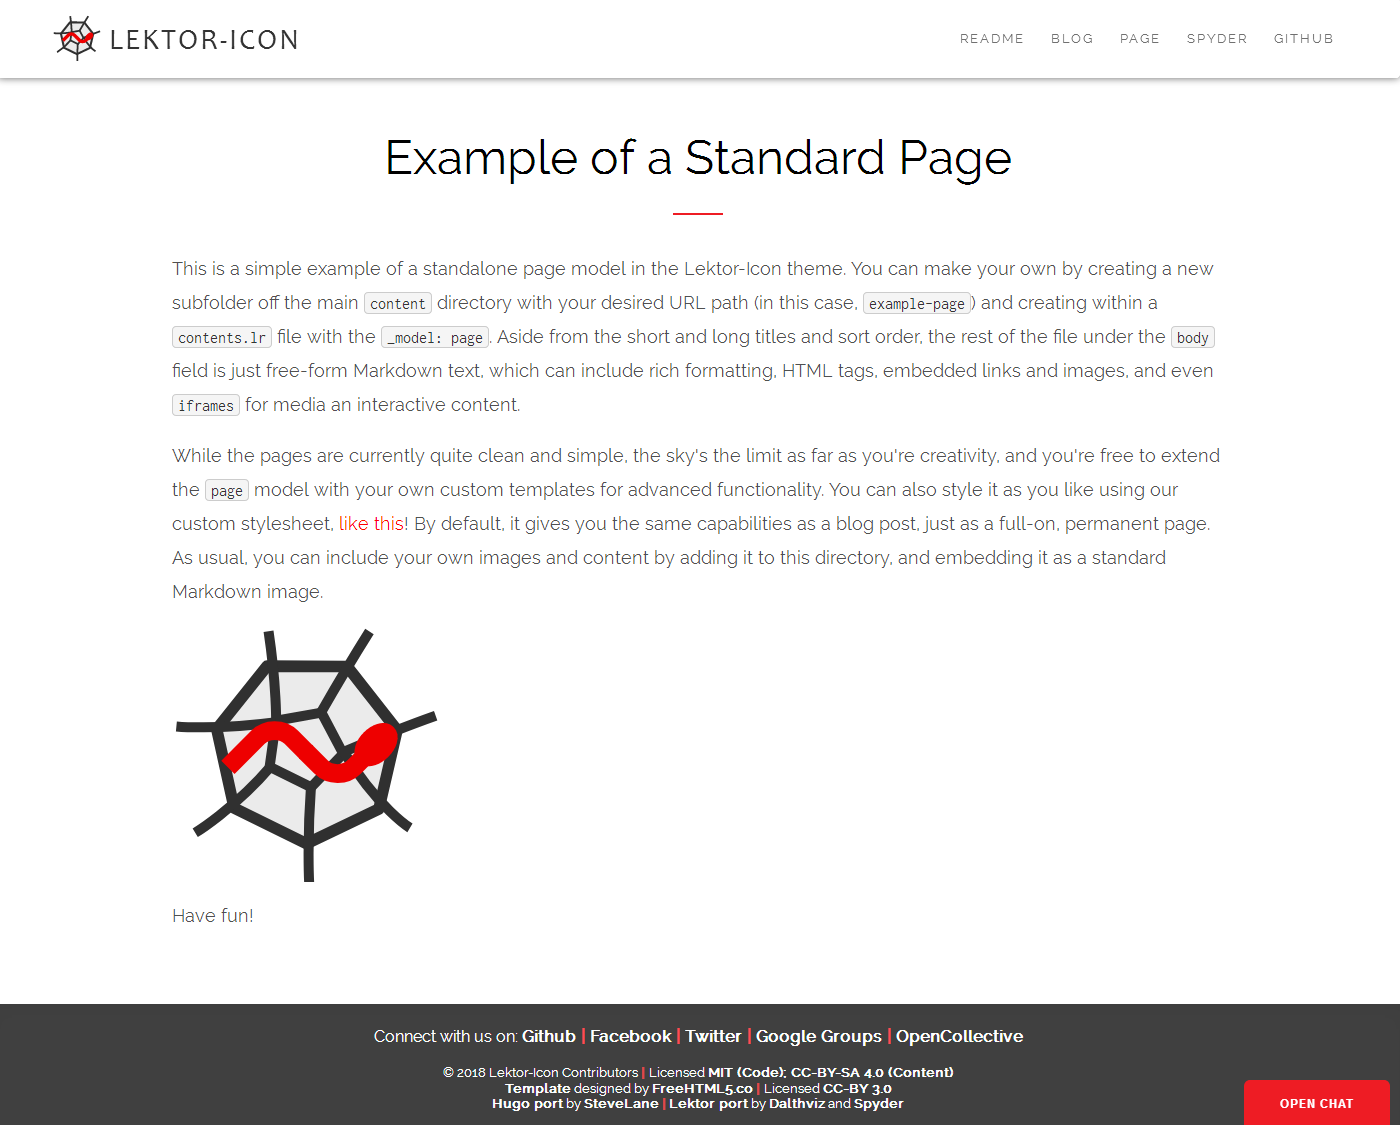 LEKTOR-ICON
README BLOG PAGE SPYDER GITHUB
Example of a Standard Page
This is a simple example of a standalone page model in the Lektor-Icon theme. You can make your own by creating a new
subfolder off the main content directory with your desired URL path (in this case, example-page) and creating within a
contents.lr file with the _model: page. Aside from the short and long titles and sort order, the rest of the file under the body
field is just free-form Markdown text, which can include rich formatting, HTML tags, embedded links and images, and even
iframes for media an interactive content.
While the pages are currently quite clean and simple, the sky's the limit as far as you're creativity, and you're free to extend
the page model with your own custom templates for advanced functionality. You can also style it as you like using our
custom stylesheet, like this! By default, it gives you the same capabilities as a blog post, just as a full-on, permanent page.
As usual, you can include your own images and content by adding it to this directory, and embedding it as a standard
Markdown image.
Have fun!
Connect with us on: Github | Facebook | Twitter | Google Groups | OpenCollective
© 2018 Lektor-Icon Contributors | Licensed MIT (Code); CC-BY-SA 4.0 (Content)
Template designed by FreeHTML5.co | Licensed CC-BY 3.0
Hugo port by SteveLane | Lektor port by Dalthviz and Spyder
OPEN CHAT